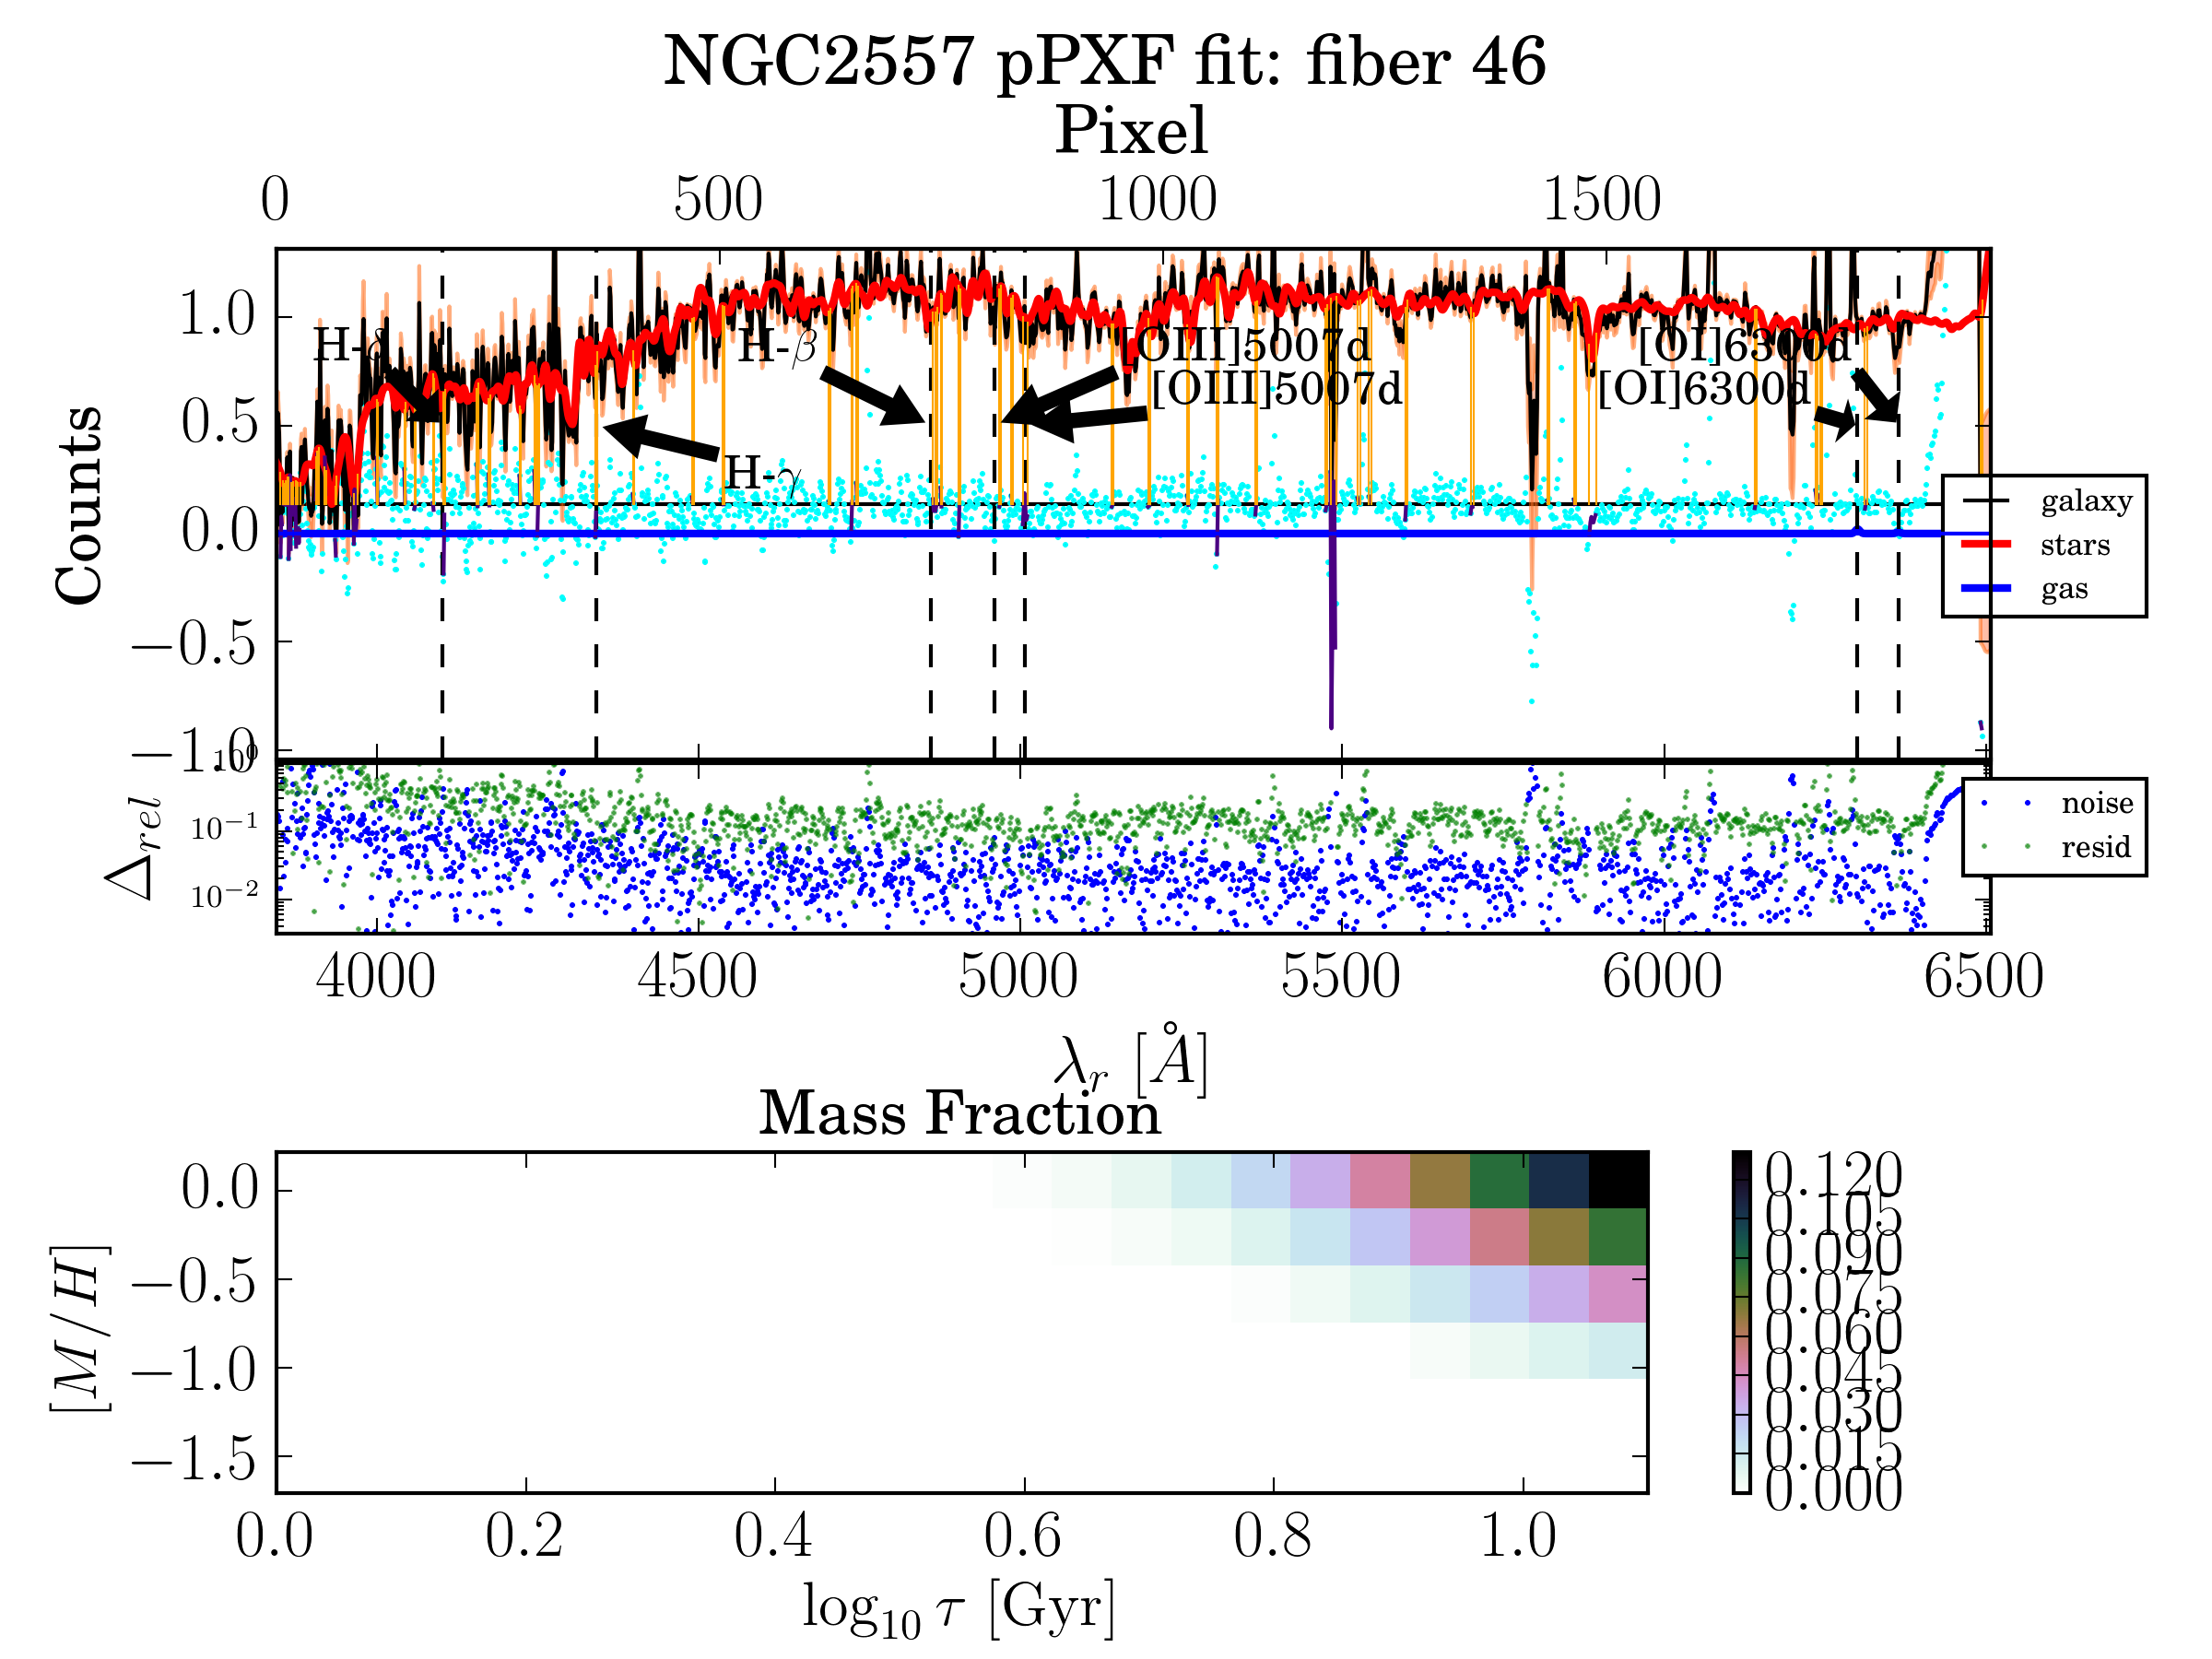 NGC2557 pPXF fit: fiber 46
Pixel
0 500 1000 1500
Counts
1.0
0.5
0.0
−0.5
−1.0
H-δ
H-γ
H-β
[OIII]5007d
[OIII]5007d
[OI]6300d
[OI]6300d
galaxy
stars
gas
Δrel
10⁰
10⁻¹
10⁻²
noise
resid
4000 4500 5000 5500 6000 6500
λr [Å]
Mass Fraction
[M/H]
0.0
−0.5
−1.0
−1.5
0.0 0.2 0.4 0.6 0.8 1.0
log₁₀ τ [Gyr]
0.120
0.105
0.090
0.075
0.060
0.045
0.030
0.015
0.000